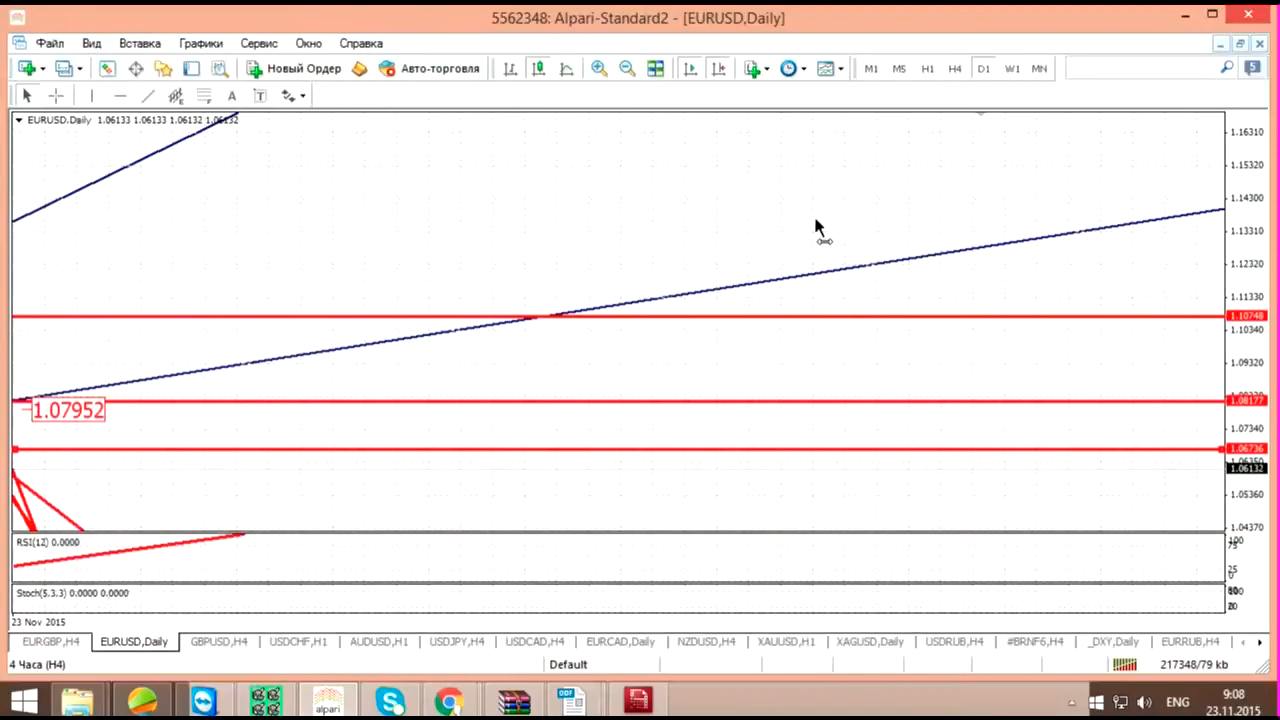 5562348: Alpari-Standard2 - [EURUSD,Daily]
Файл Вид Вставка Графики Сервис Окно Справка
Новый Ордер Авто-торговля M1 M5 H1 H4 D1 W1 MN 5
A T
EURUSD,Daily 1.06133 1.06133 1.06132 1.06132
1.16310
1.15320
1.14300
1.13310
1.12320
1.11330
1.10748
1.10340
1.09320
1.08177
1.07952
1.07340
1.06736
1.06132
1.05360
1.04370
RSI(12) 0.0000
100
75
25
0
Stoch(5,3,3) 0.0000 0.0000
20
23 Nov 2015
EURGBP,H4 EURUSD,Daily GBPUSD,H4 USDCHF,H1 AUDUSD,H1 USDJPY,H4 USDCAD,H4 EURCAD,Daily NZDUSD,H4 XAUUSD,H1 XAGUSD,Daily USDRUB,H4 #BRNF6,H4 _DXY,Daily EURRUB,H4
4 Часа (H4) Default 217348/79 kb
alpari ODF ENG 9:08
23.11.2015